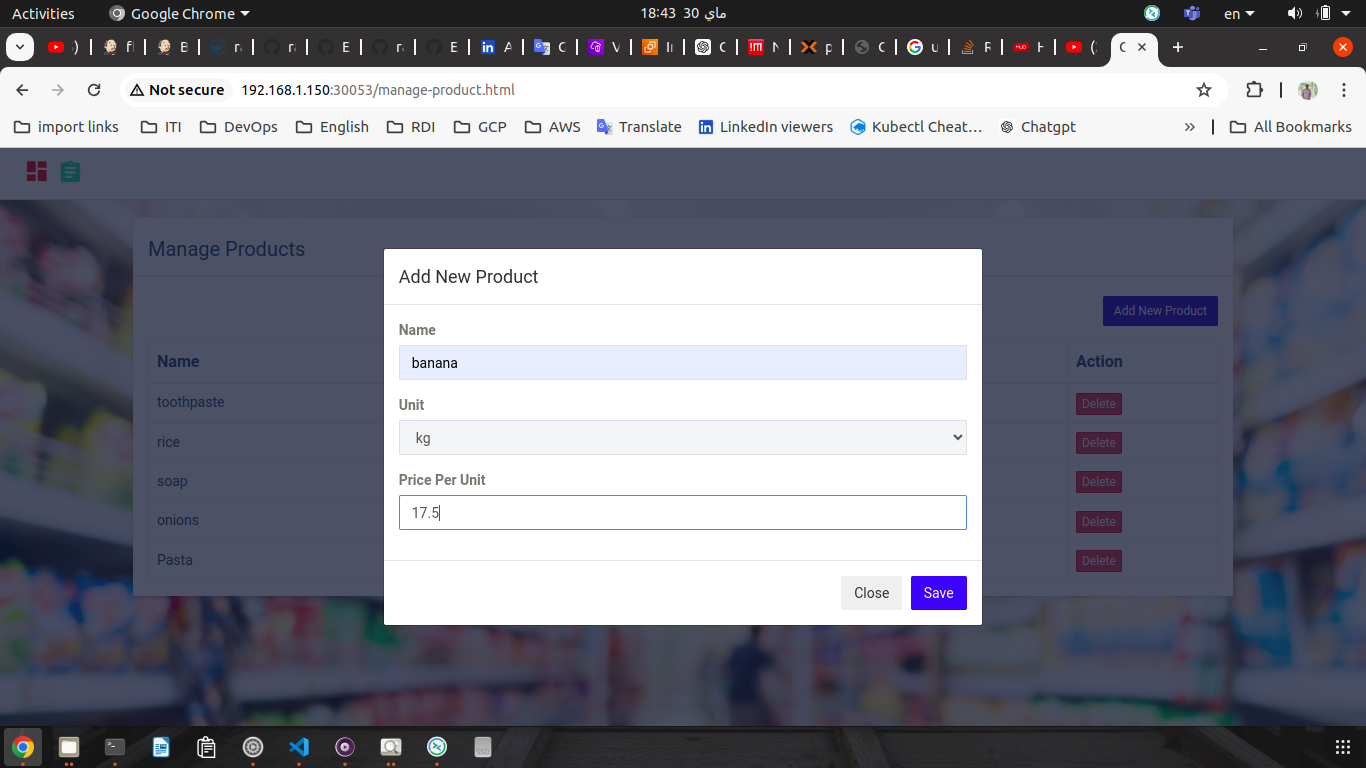 Activities Google Chrome 18:43 30 ماي en
Not secure 192.168.1.150:30053/manage-product.html
import links ITI DevOps English RDI GCP AWS Translate LinkedIn viewers Kubectl Cheat… Chatgpt » All Bookmarks
Manage Products
Add New Product
Add New Product
Name
banana
Unit
kg
Price Per Unit
17.5
Close Save
Name Action
toothpaste Delete
rice Delete
soap Delete
onions Delete
Pasta Delete